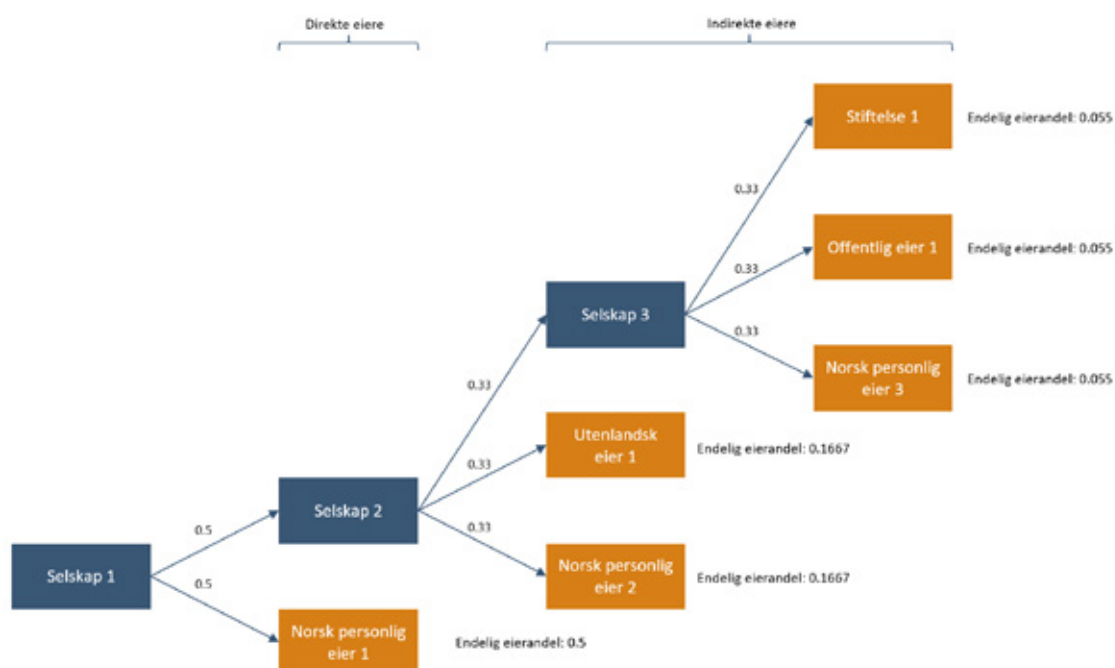 Direkte eiere
Indirekte eiere
Stiftelse 1
Endelig eierandel: 0.055
0.33
Offentlig eier 1
Endelig eierandel: 0.055
0.33
Selskap 3
0.33
Norsk personlig
eier 3
Endelig eierandel: 0.055
0.33
Utenlandsk
eier 1
Endelig eierandel: 0.1667
0.33
Selskap 2
0.33
0.5
Selskap 1
Norsk personlig
eier 2
Endelig eierandel: 0.1667
0.5
Norsk personlig
eier 1
Endelig eierandel: 0.5